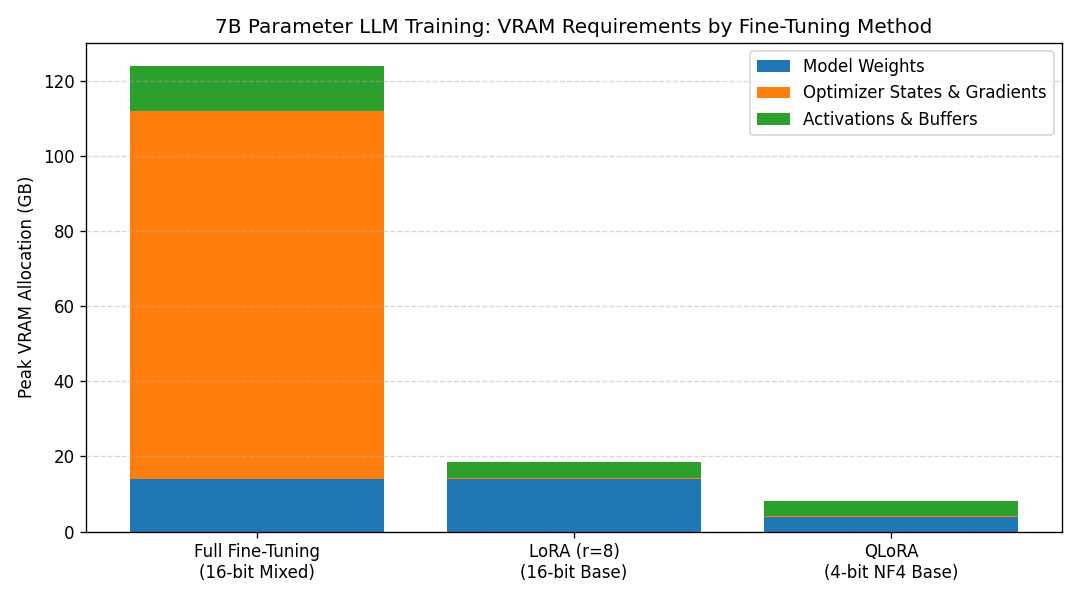 7B Parameter LLM Training: VRAM Requirements by Fine-Tuning Method
Model Weights
Optimizer States & Gradients
Activations & Buffers
Peak VRAM Allocation (GB)
120
100
80
60
40
20
0
Full Fine-Tuning
(16-bit Mixed)
LoRA (r=8)
(16-bit Base)
QLoRA
(4-bit NF4 Base)